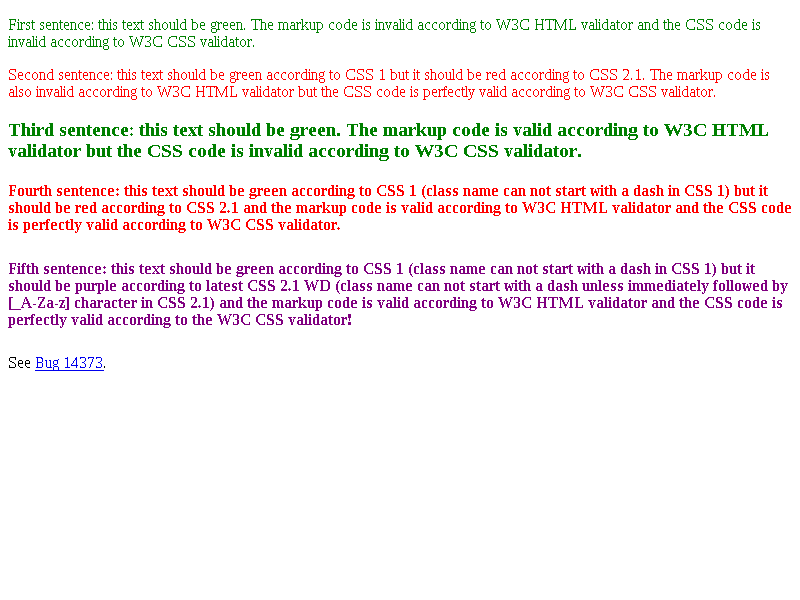 First sentence: this text should be green. The markup code is invalid according to W3C HTML validator and the CSS code is
invalid according to W3C CSS validator.
Second sentence: this text should be green according to CSS 1 but it should be red according to CSS 2.1. The markup code is
also invalid according to W3C HTML validator but the CSS code is perfectly valid according to W3C CSS validator.
Third sentence: this text should be green. The markup code is valid according to W3C HTML
validator but the CSS code is invalid according to W3C CSS validator.
Fourth sentence: this text should be green according to CSS 1 (class name can not start with a dash in CSS 1) but it
should be red according to CSS 2.1 and the markup code is valid according to W3C HTML validator and the CSS code
is perfectly valid according to W3C CSS validator.
Fifth sentence: this text should be green according to CSS 1 (class name can not start with a dash in CSS 1) but it
should be purple according to latest CSS 2.1 WD (class name can not start with a dash unless immediately followed by
[_A-Za-z] character in CSS 2.1) and the markup code is valid according to W3C HTML validator and the CSS code is
perfectly valid according to the W3C CSS validator!
See Bug 14373.